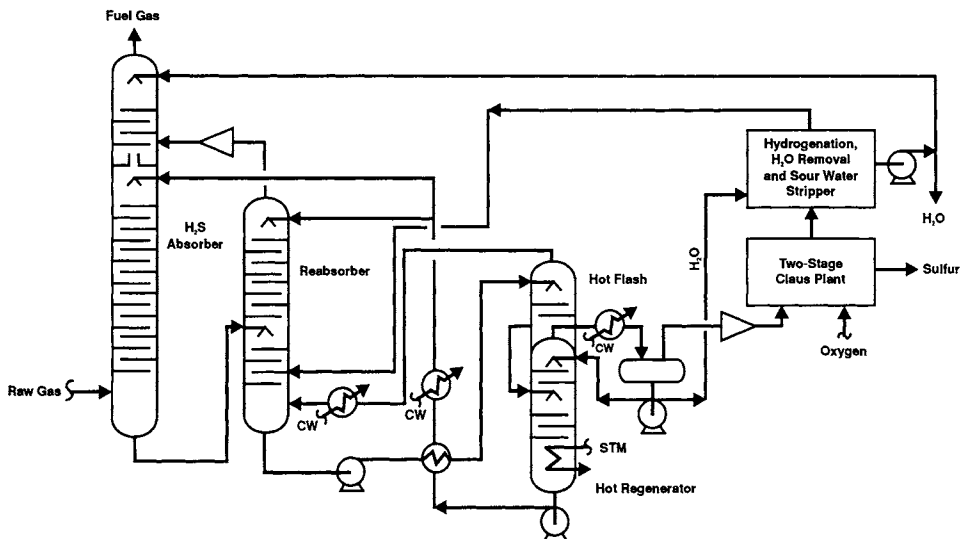 Fuel Gas
Hydrogenation,
H₂O Removal
and Sour Water
Stripper
H₂S
Absorber
H₂O
H₂O
Reabsorber
Hot Flash
Two-Stage
Claus Plant
Sulfur
CW
Oxygen
Raw Gas
CW
CW
STM
Hot Regenerator